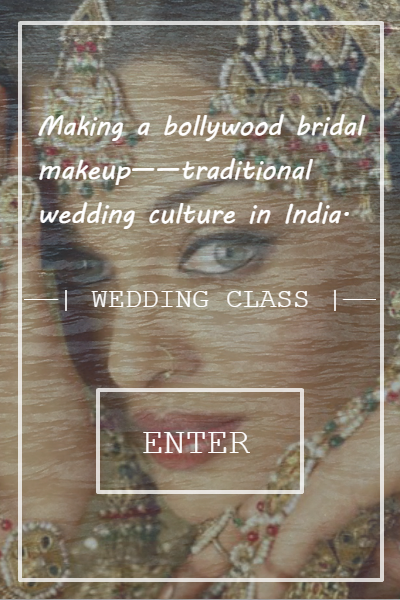 Making a bollywood bridal
makeup——traditional
wedding culture in India·
——| WEDDING CLASS |——
ENTER